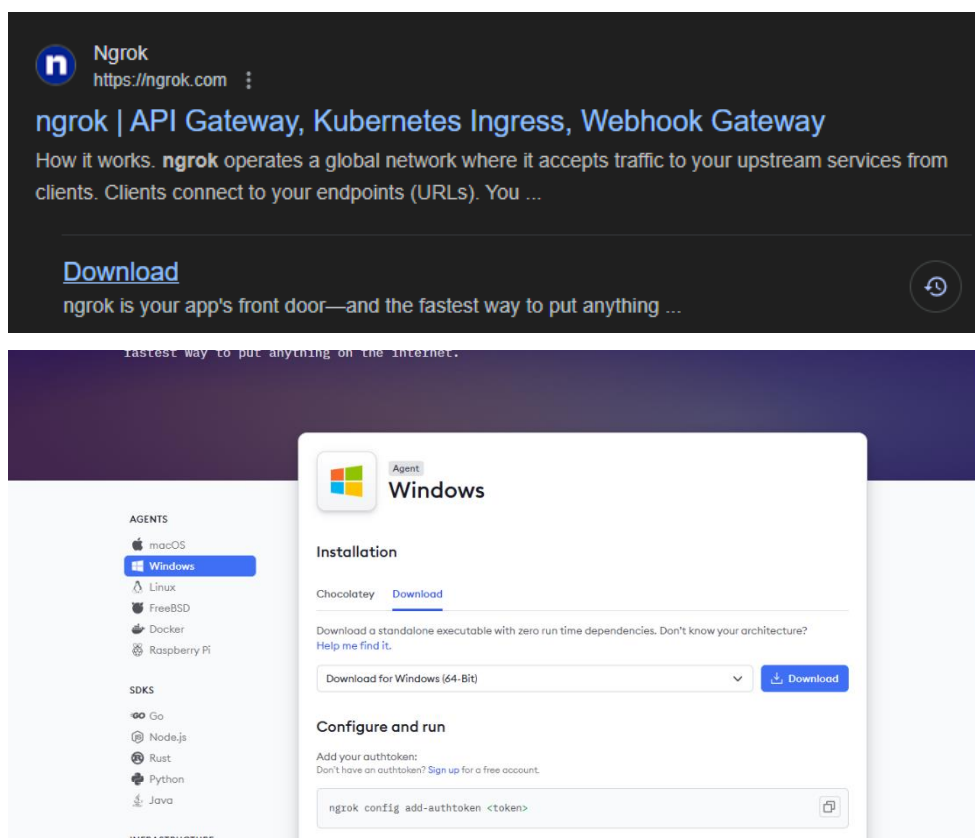 Ngrok
https://ngrok.com
ngrok | API Gateway, Kubernetes Ingress, Webhook Gateway
How it works. ngrok operates a global network where it accepts traffic to your upstream services from
clients. Clients connect to your endpoints (URLs). You ...
Download
ngrok is your app's front door—and the fastest way to put anything ...
fastest way to put anything on the internet.
Agent
Windows
AGENTS
macOS
Windows
Linux
FreeBSD
Docker
Raspberry Pi
SDKS
GO Go
Node.js
Rust
Python
Java
INFRASTRUCTURE
Installation
Chocolatey Download
Download a standalone executable with zero run time dependencies. Don't know your architecture?
Help me find it.
Download for Windows (64-Bit) Download
Configure and run
Add your authtoken:
Don't have an authtoken? Sign up for a free account.
ngrok config add-authtoken <token>